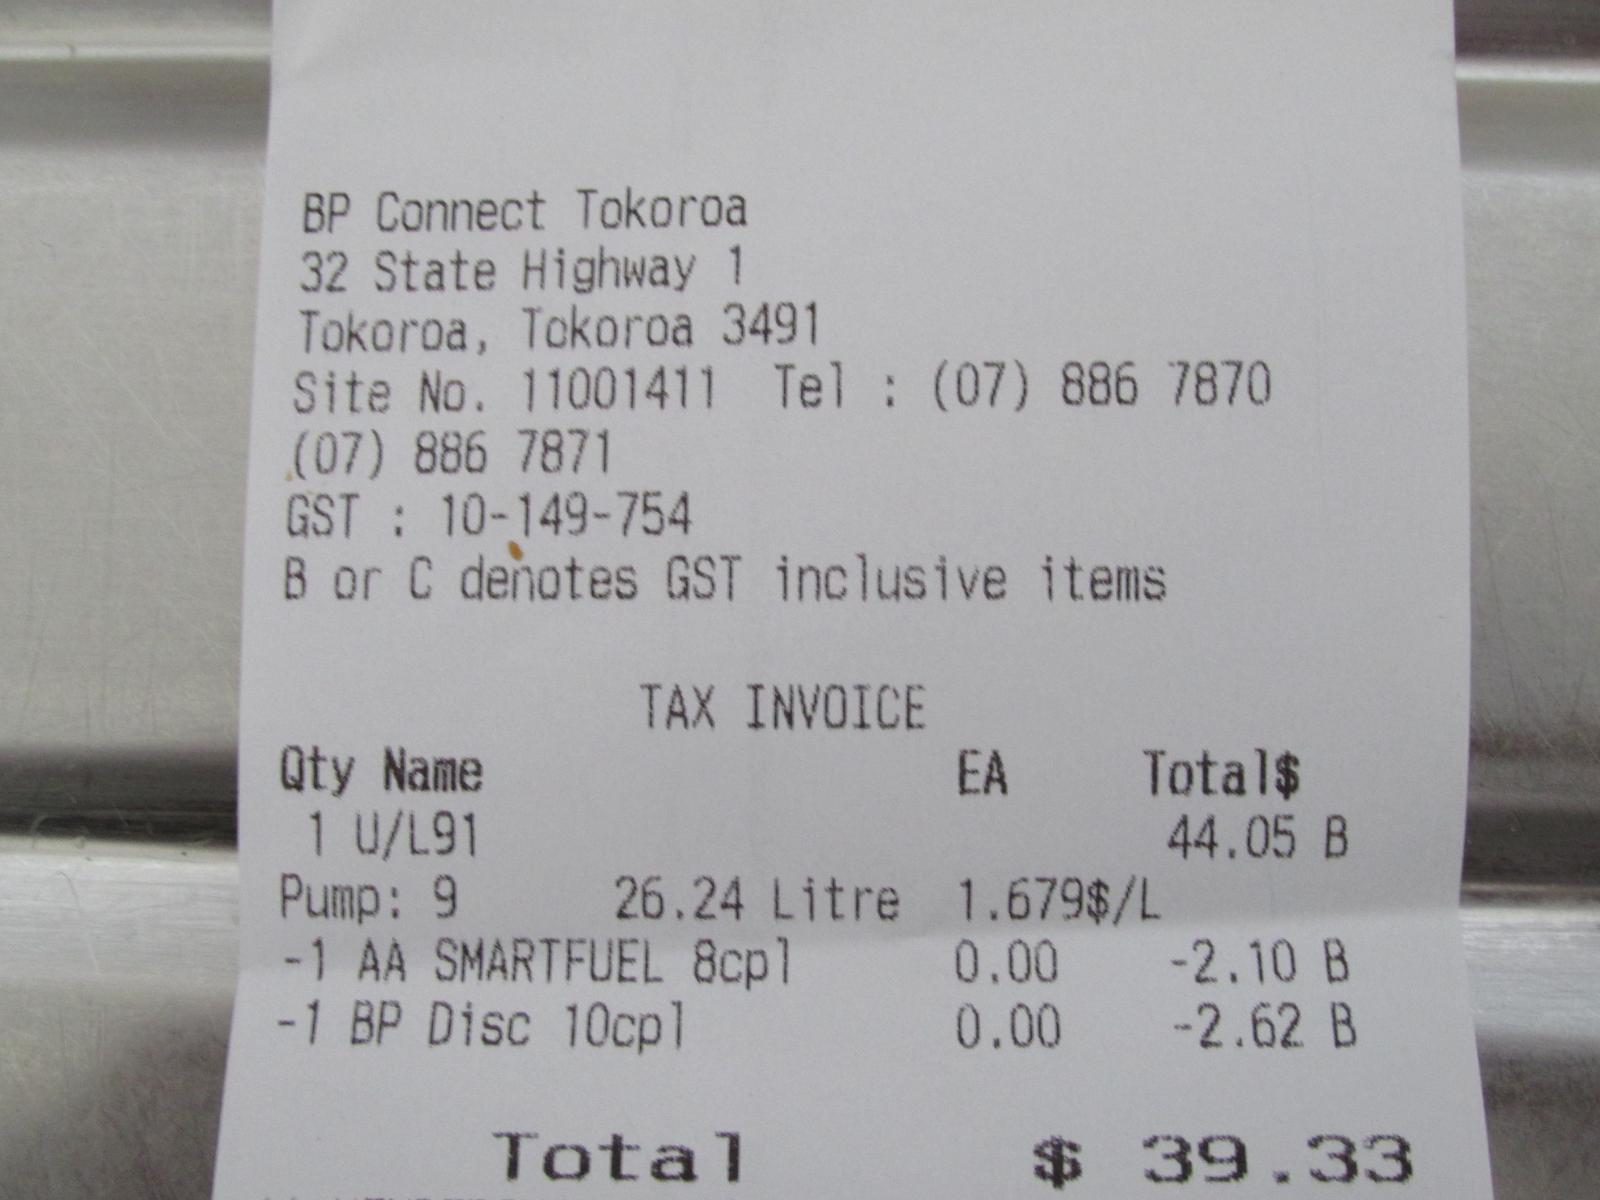 BP Connect Tokoroa
32 State Highway 1
Tokoroa, Tokoroa 3491
Site No. 11001411 Tel : (07) 886 7870
(07) 886 7871
GST : 10-149-754
B or C denotes GST inclusive items
TAX INVOICE
Qty Name EA Total$
1 U/L91 44.05 B
Pump: 9 26.24 Litre 1.679$/L
-1 AA SMARTFUEL 8cpl 0.00 -2.10 B
-1 BP Disc 10cpl 0.00 -2.62 B
Total $ 39.33